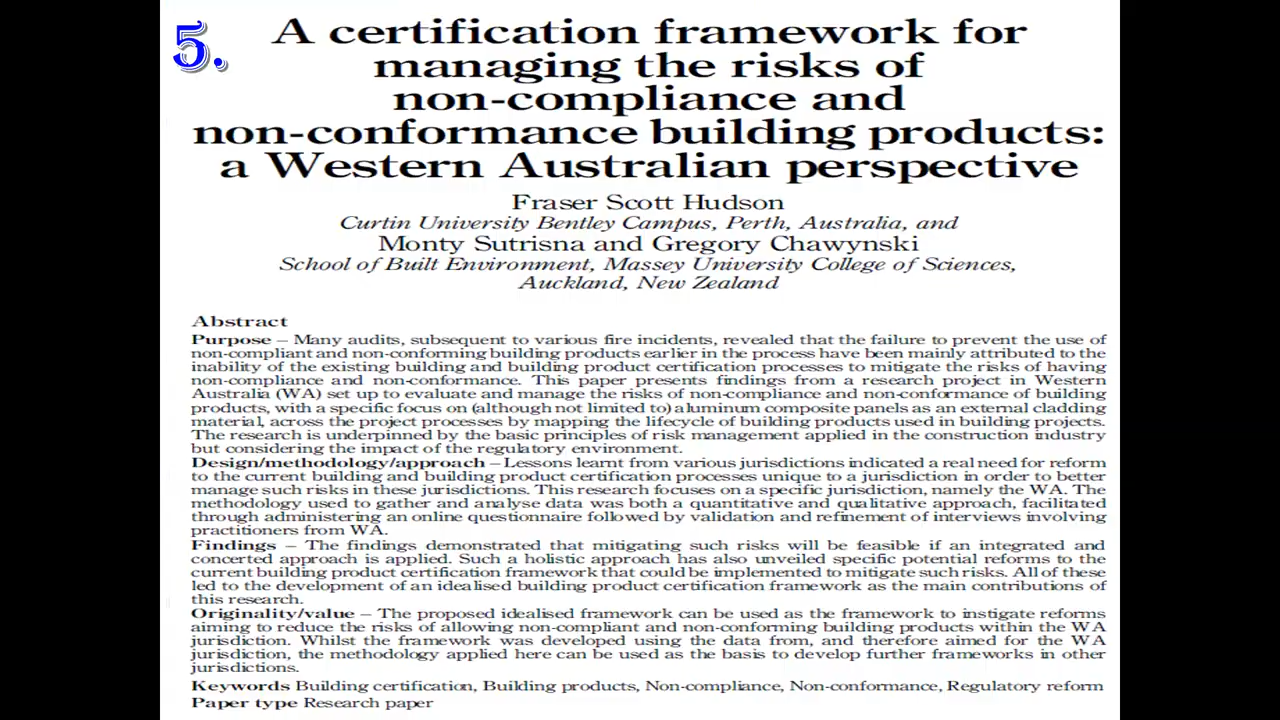 5.
A certification framework for
managing the risks of
non-compliance and
non-conformance building products:
a Western Australian perspective
Fraser Scott Hudson
Curtin University Bentley Campus, Perth, Australia, and
Monty Sutrisna and Gregory Chawynski
School of Built Environment, Massey University College of Sciences,
Auckland, New Zealand
Abstract
Purpose – Many audits, subsequent to various fire incidents, revealed that the failure to prevent the use of
non-compliant and non-conforming building products earlier in the process have been mainly attributed to the
inability of the existing building and building product certification processes to mitigate the risks of having
non-compliance and non-conformance. This paper presents findings from a research project in Western
Australia (WA) set up to evaluate and manage the risks of non-compliance and non-conformance of building
products, with a specific focus on (although not limited to) aluminum composite panels as an external cladding
material, across the project processes by mapping the lifecycle of building products used in building projects.
The research is underpinned by the basic principles of risk management applied in the construction industry
but considering the impact of the regulatory environment.
Design/methodology/approach – Lessons learnt from various jurisdictions indicated a real need for reform
to the current building and building product certification processes unique to a jurisdiction in order to better
manage such risks in these jurisdictions. This research focuses on a specific jurisdiction, namely the WA. The
methodology used to gather and analyse data was both a quantitative and qualitative approach, facilitated
through administering an online questionnaire followed by validation and refinement of interviews involving
practitioners from WA.
Findings – The findings demonstrated that mitigating such risks will be feasible if an integrated and
concerted approach is applied. Such a holistic approach has also unveiled specific potential reforms to the
current building product certification framework that could be implemented to mitigate such risks. All of these
led to the development of an idealised building product certification framework as the main contributions of
this research.
Originality/value – The proposed idealised framework can be used as the framework to instigate reforms
aiming to reduce the risks of allowing non-compliant and non-conforming building products within the WA
jurisdiction. Whilst the framework was developed using the data from, and therefore aimed for the WA
jurisdiction, the methodology applied here can be used as the basis to develop further frameworks in other
jurisdictions.
Keywords Building certification, Building products, Non-compliance, Non-conformance, Regulatory reform
Paper type Research paper